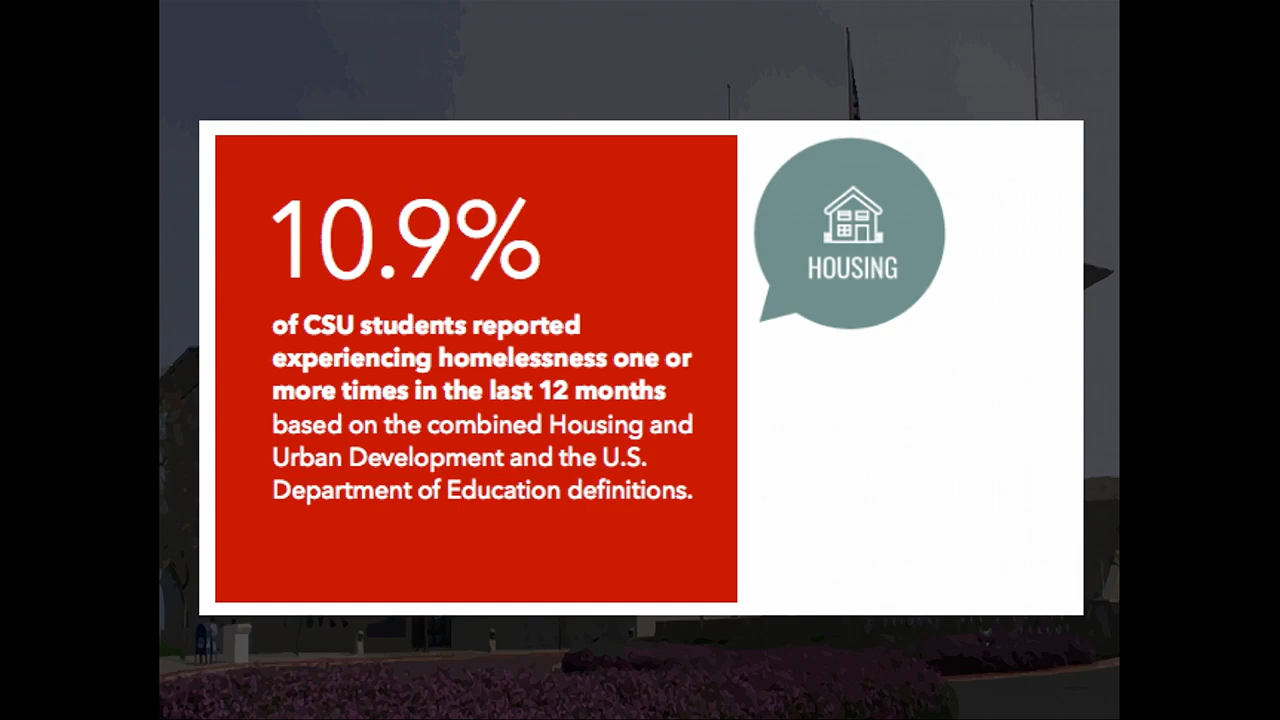 10.9%
of CSU students reported
experiencing homelessness one or
more times in the last 12 months
based on the combined Housing and
Urban Development and the U.S.
Department of Education definitions.
HOUSING